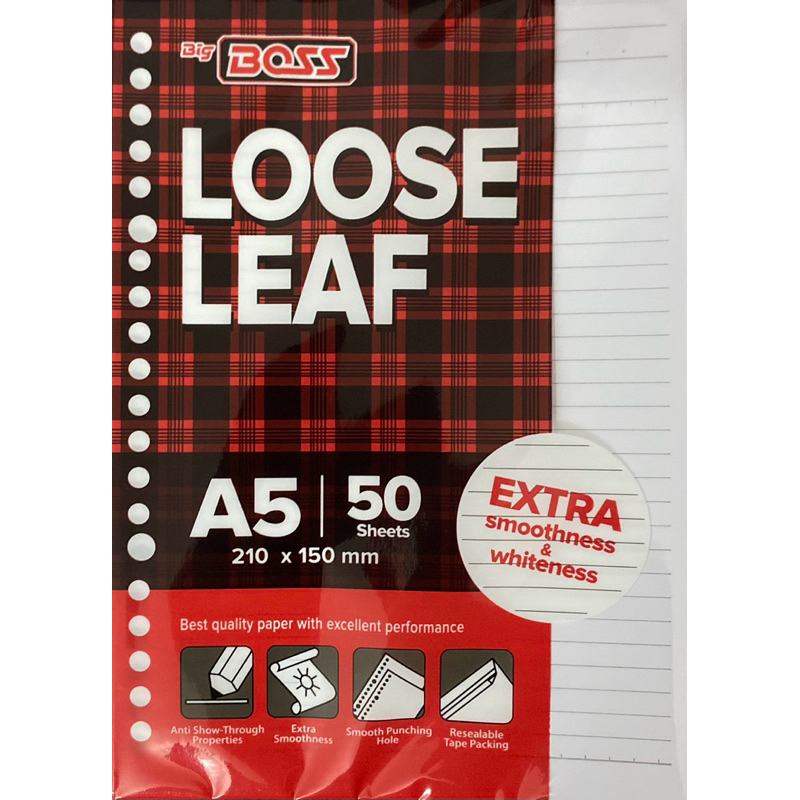 Big BOSS
LOOSE
LEAF
A5
50
Sheets
210 x 150 mm
EXTRA
smoothness
&
whiteness
Best quality paper with excellent performance
Anti Show-Through
Properties
Extra
Smoothness
Smooth Punching
Hole
Resealable
Tape Packing